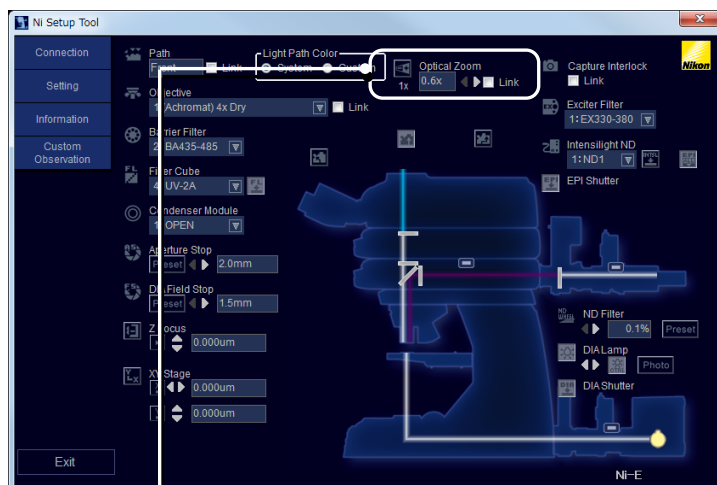 Ni Setup Tool
Connection
Setting
Information
Custom
Observation
Exit
Path
Front
Link
Light Path Color
System
Custom
Objective
1:(Achromat) 4x Dry
Link
Barrier Filter
2:BA435-485
Filter Cube
4:UV-2A
Condenser Module
1:OPEN
Aperture Stop
Preset
2.0mm
DIA Field Stop
Preset
1.5mm
Z Focus
0.000um
XY Stage
0.000um
0.000um
1x
Optical Zoom
0.6x
Link
Capture Interlock
Link
Nikon
Exciter Filter
1:EX330-380
Intensilight ND
1:ND1
EPI Shutter
ND Filter
0.1%
Preset
DIA Lamp
Photo
DIA Shutter
Ni-E